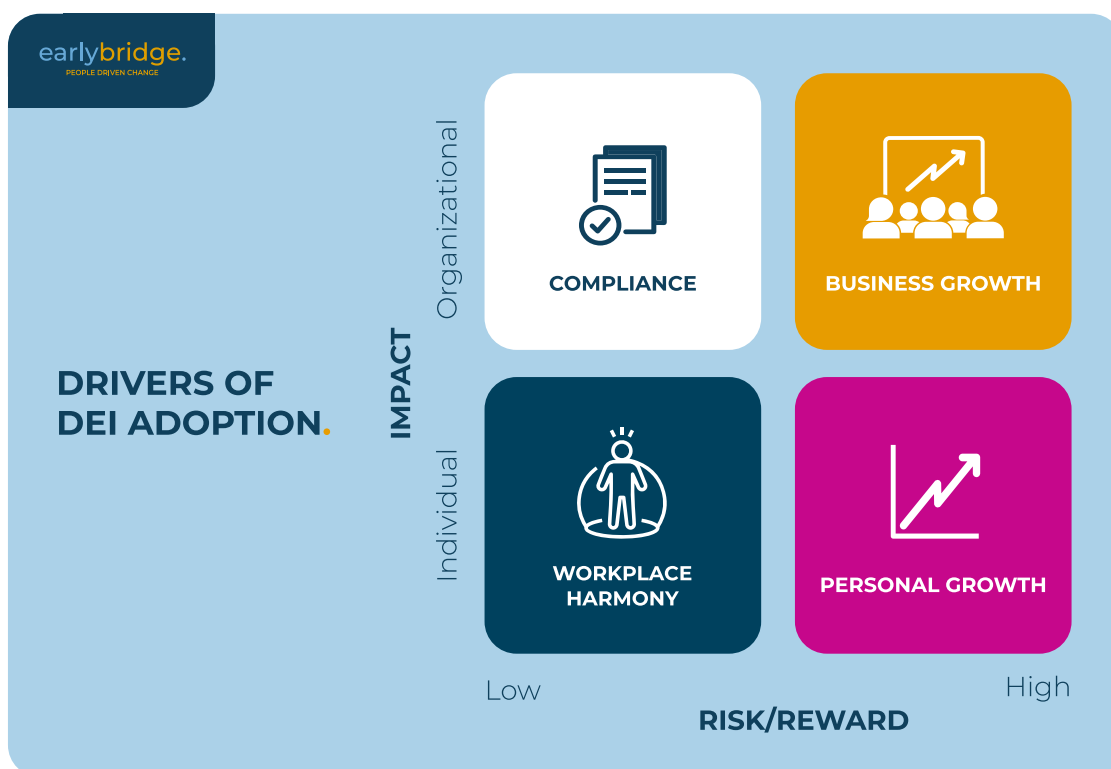 earlybridge.
PEOPLE DRIVEN CHANGE
DRIVERS OF
DEI ADOPTION.
IMPACT
Organizational
Individual
COMPLIANCE
BUSINESS GROWTH
WORKPLACE
HARMONY
PERSONAL GROWTH
Low
High
RISK/REWARD